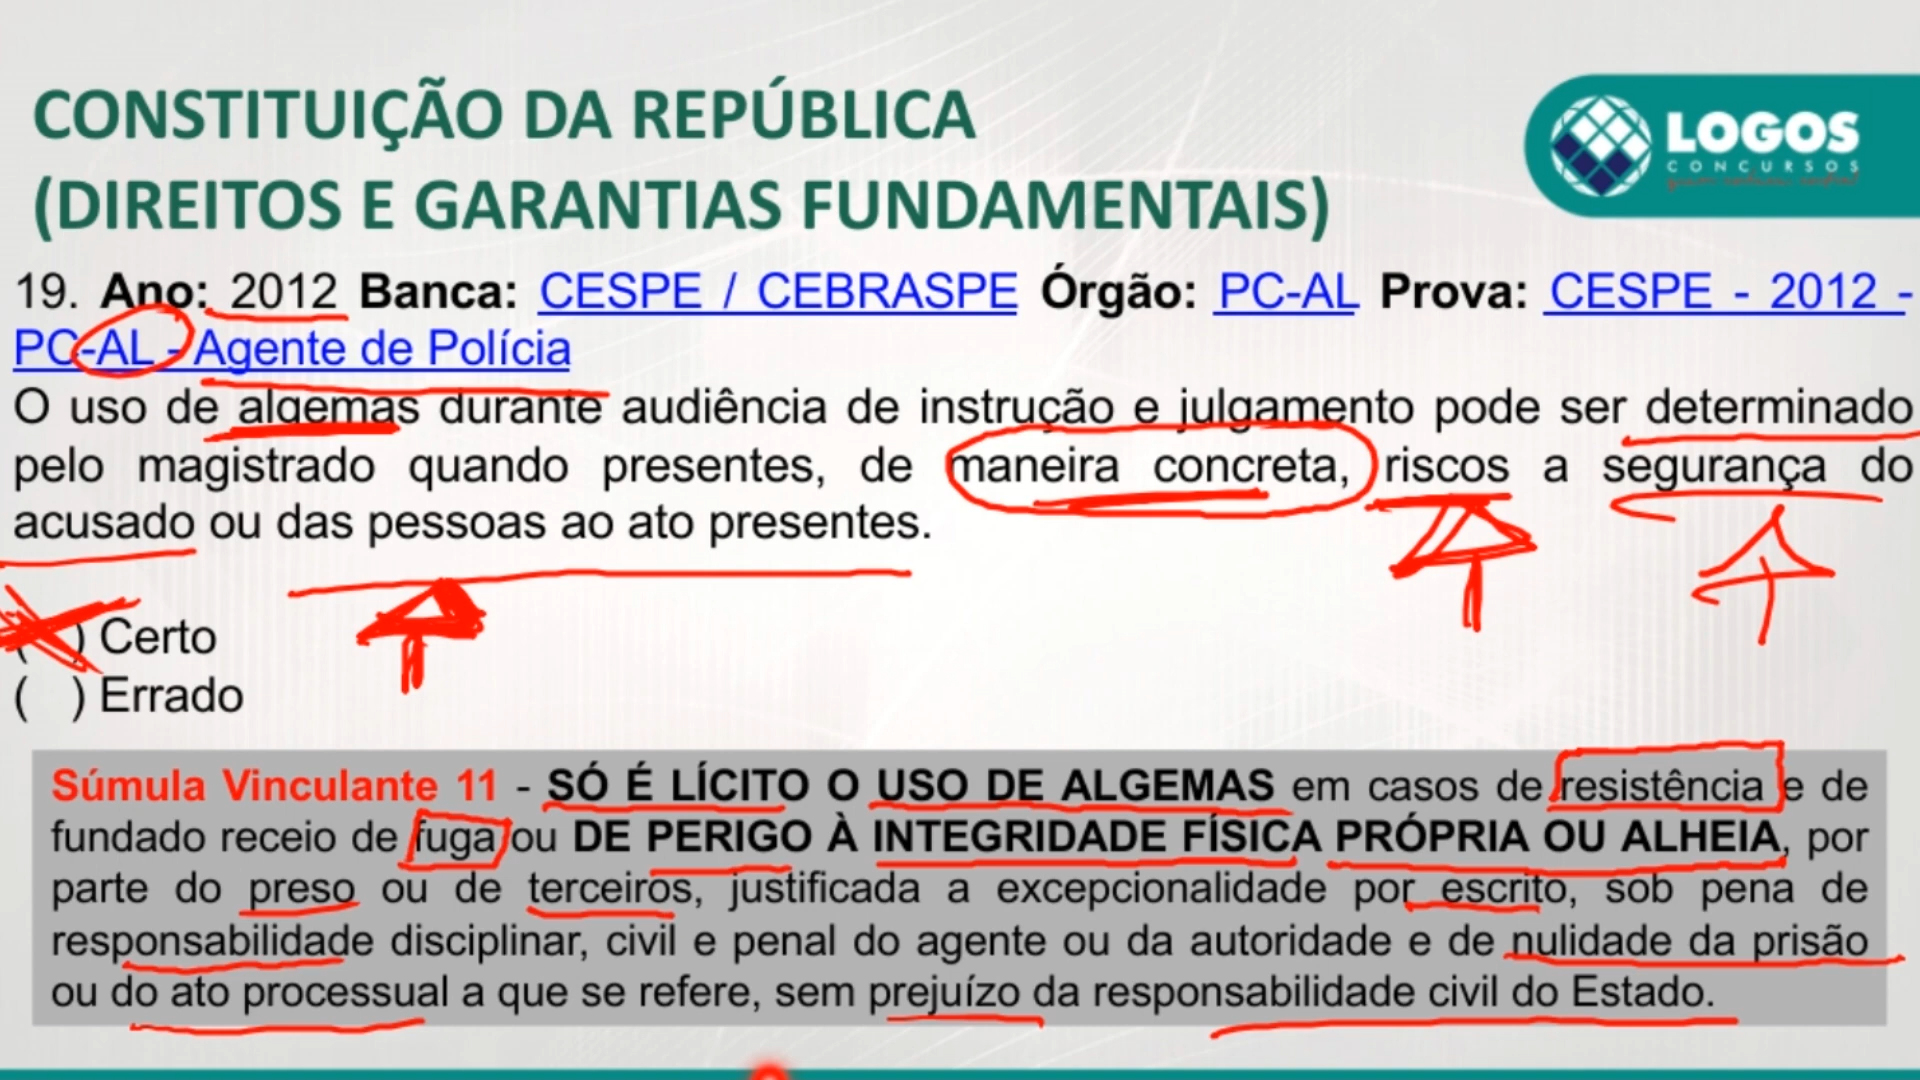 CONSTITUIÇÃO DA REPÚBLICA
(DIREITOS E GARANTIAS FUNDAMENTAIS)
LOGOS
CONCURSOS
19. Ano: 2012 Banca: CESPE / CEBRASPE Órgão: PC-AL Prova: CESPE - 2012 -
PC-AL - Agente de Polícia
O uso de algemas durante audiência de instrução e julgamento pode ser determinado
pelo magistrado quando presentes, de maneira concreta, riscos a segurança do
acusado ou das pessoas ao ato presentes.
( ) Certo
( ) Errado
Súmula Vinculante 11 - SÓ É LÍCITO O USO DE ALGEMAS em casos de resistência e de
fundado receio de fuga ou DE PERIGO À INTEGRIDADE FÍSICA PRÓPRIA OU ALHEIA, por
parte do preso ou de terceiros, justificada a excepcionalidade por escrito, sob pena de
responsabilidade disciplinar, civil e penal do agente ou da autoridade e de nulidade da prisão
ou do ato processual a que se refere, sem prejuízo da responsabilidade civil do Estado.